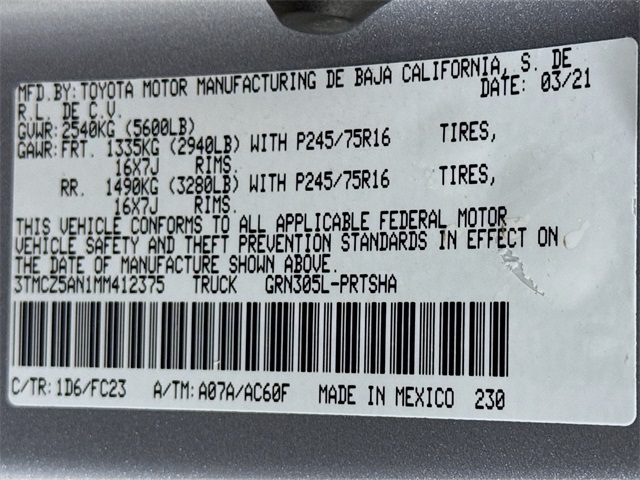 MFD.BY:TOYOTA MOTOR MANUFACTURING DE BAJA CALIFORNIA, S. DE
R.L. DE C.V. DATE: 03/21
GVWR:2540KG (5600LB)
GAWR:FRT. 1335KG (2940LB) WITH P245/75R16 TIRES,
16X7J RIMS.
RR. 1490KG (3280LB) WITH P245/75R16 TIRES,
16X7J RIMS.
THIS VEHICLE CONFORMS TO ALL APPLICABLE FEDERAL MOTOR
VEHICLE SAFETY AND THEFT PREVENTION STANDARDS IN EFFECT ON
THE DATE OF MANUFACTURE SHOWN ABOVE.
3TMCZ5AN1MM412375 TRUCK GRN305L-PRTSHA
C/TR:1D6/FC23 A/TM:A07A/AC60F MADE IN MEXICO 230